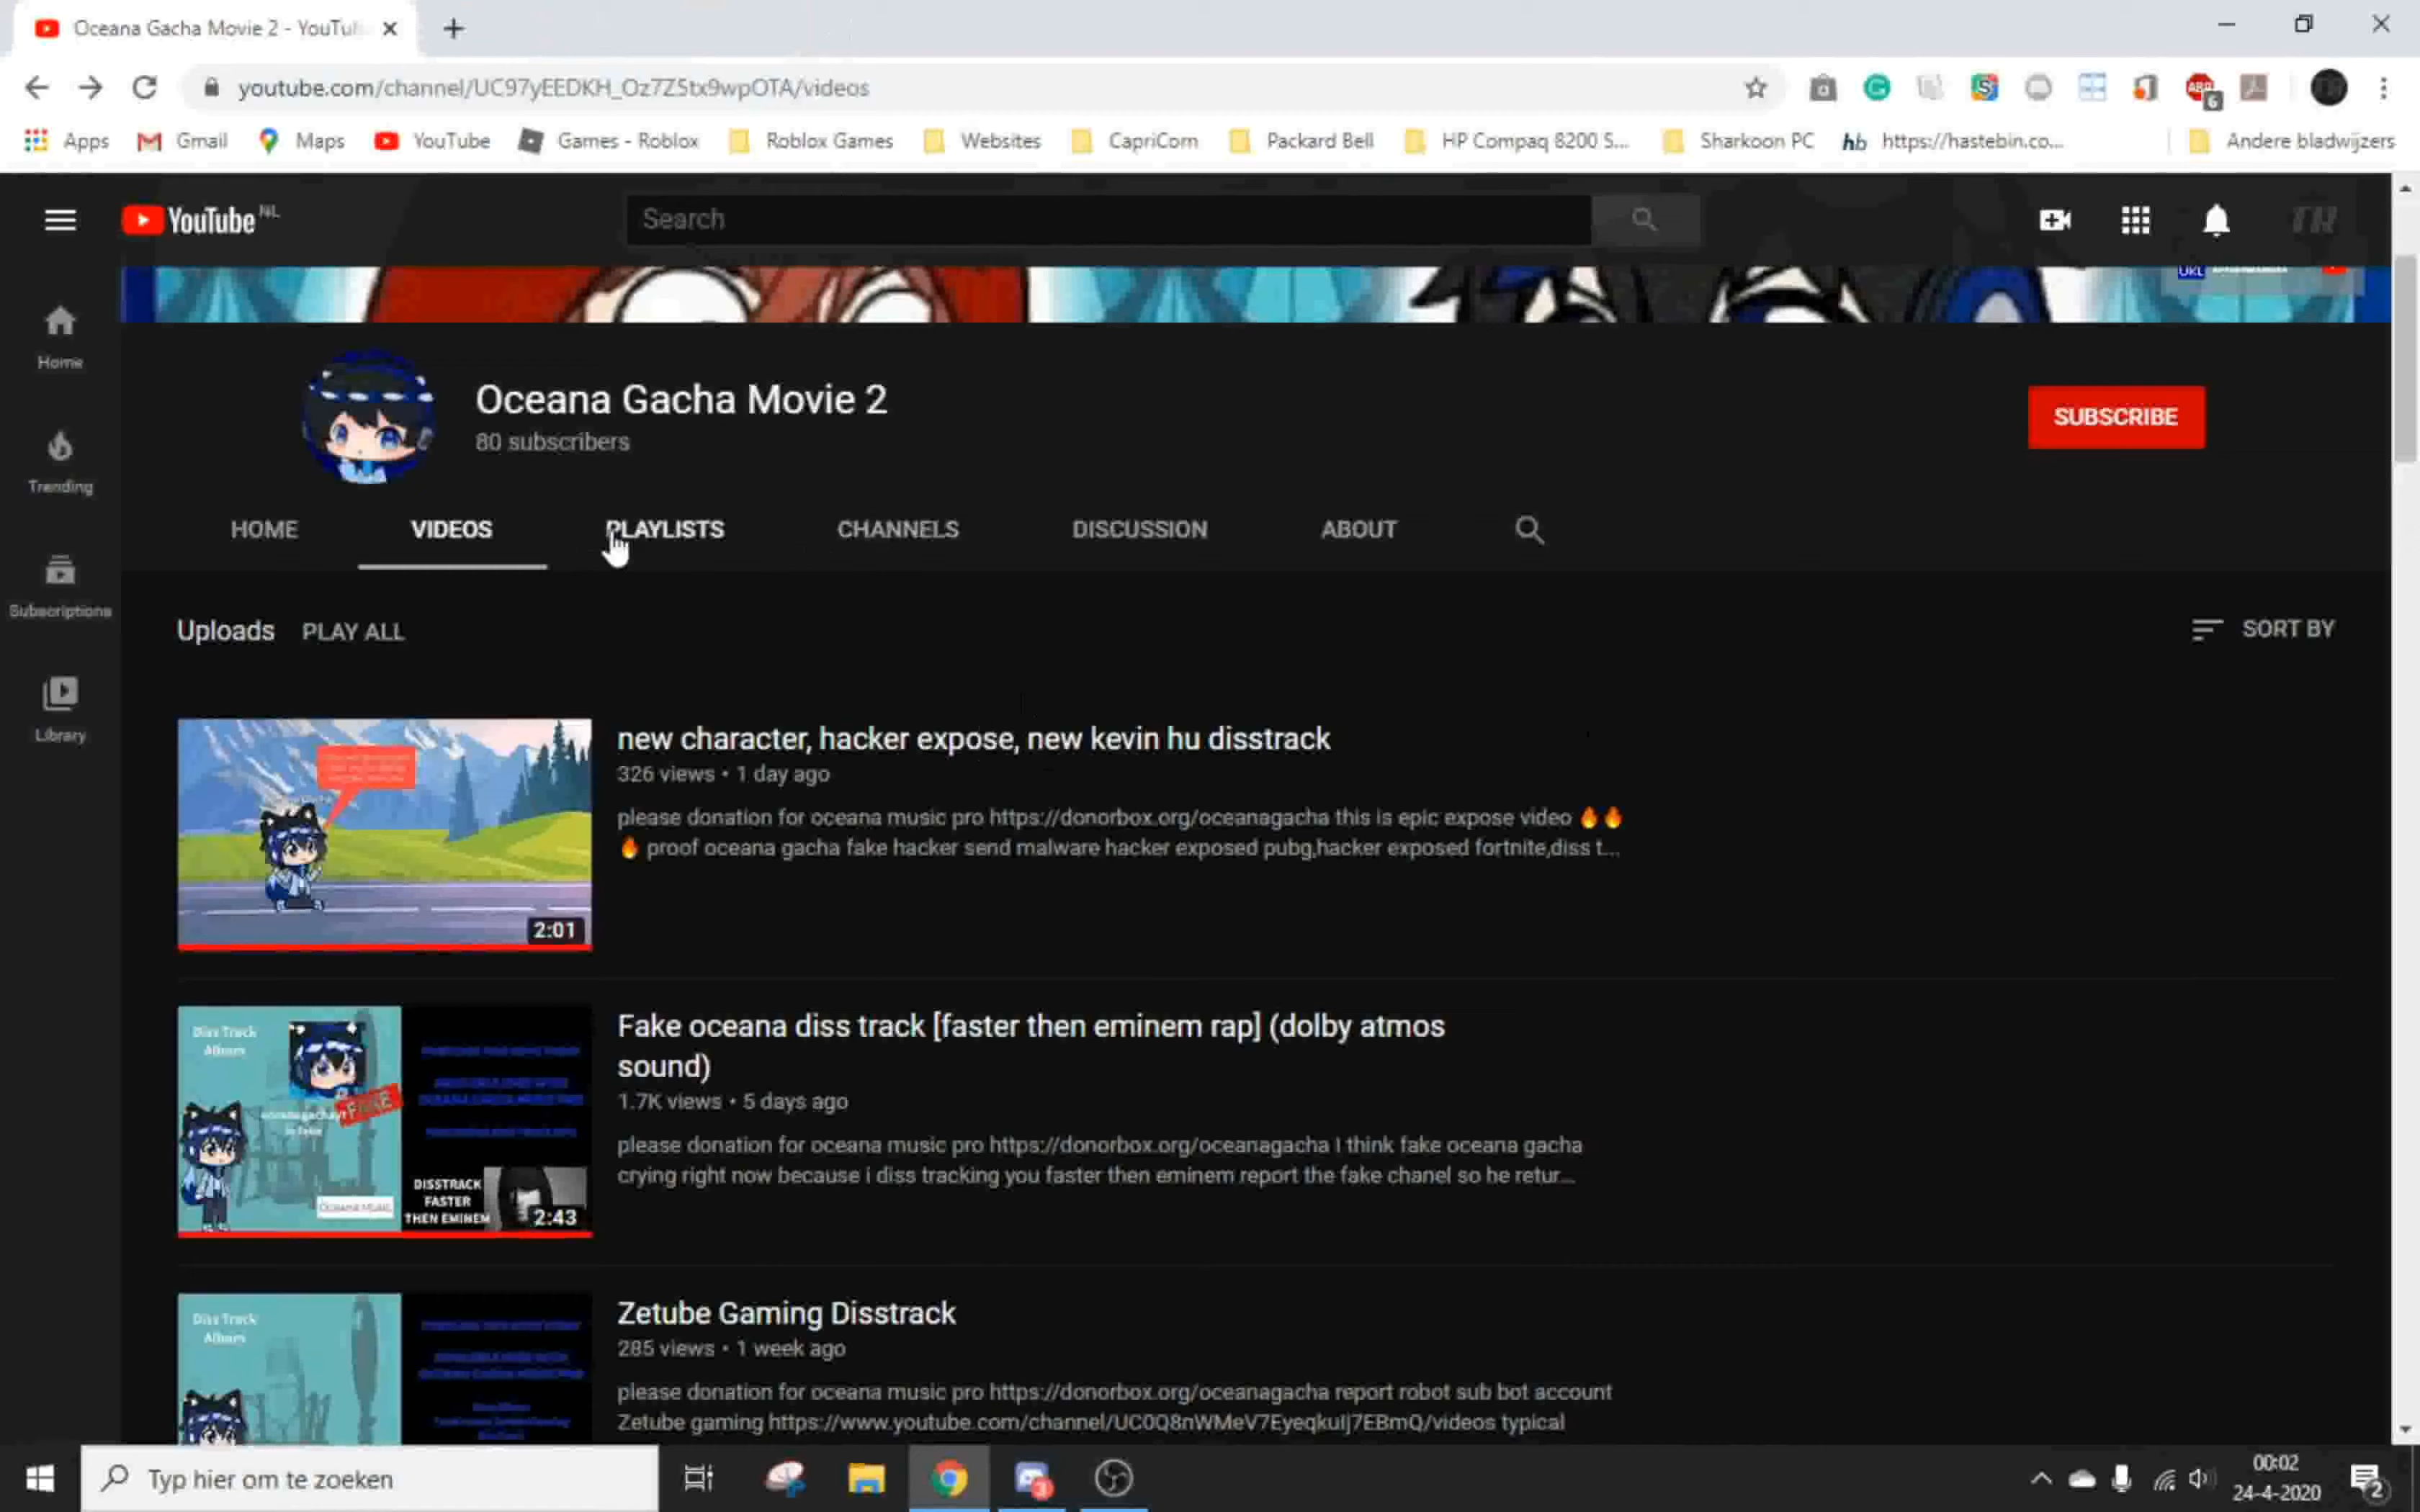 Oceana Gacha Movie 2 - YouTub
youtube.com/channel/UC97yEEDKH_Oz7Z5tx9wpOTA/videos
Apps Gmail Maps YouTube Games - Roblox Roblox Games Websites CapriCorn Packard Bell HP Compaq 8200 S... Sharkoon PC hb https://hastebin.co... Andere bladwijzers
YouTube NL
Search
TR
URL
Home
Trending
Subscriptions
Library
Oceana Gacha Movie 2
80 subscribers
SUBSCRIBE
HOME VIDEOS PLAYLISTS CHANNELS DISCUSSION ABOUT
Uploads PLAY ALL
SORT BY
new character, hacker expose, new kevin hu disstrack
326 views • 1 day ago
please donation for oceana music pro https://donorbox.org/oceanagacha this is epic expose video 🔥🔥
🔥 proof oceana gacha fake hacker send malware hacker exposed pubg,hacker exposed fortnite,diss t...
2:01
Diss Track
Album
FAKE
is fake
OCEANA MUSIC
DISSTRACK
FASTER
THEN EMINEM
2:43
Fake oceana diss track [faster then eminem rap] (dolby atmos
sound)
1.7K views • 5 days ago
please donation for oceana music pro https://donorbox.org/oceanagacha I think fake oceana gacha
crying right now because i diss tracking you faster then eminem report the fake chanel so he retur...
Diss Track
Album
Zetube Gaming Disstrack
285 views • 1 week ago
please donation for oceana music pro https://donorbox.org/oceanagacha report robot sub bot account
Zetube gaming https://www.youtube.com/channel/UC0Q8nWMeV7EyeqkuIj7EBmQ/videos typical
Typ hier om te zoeken
00:02
24-4-2020